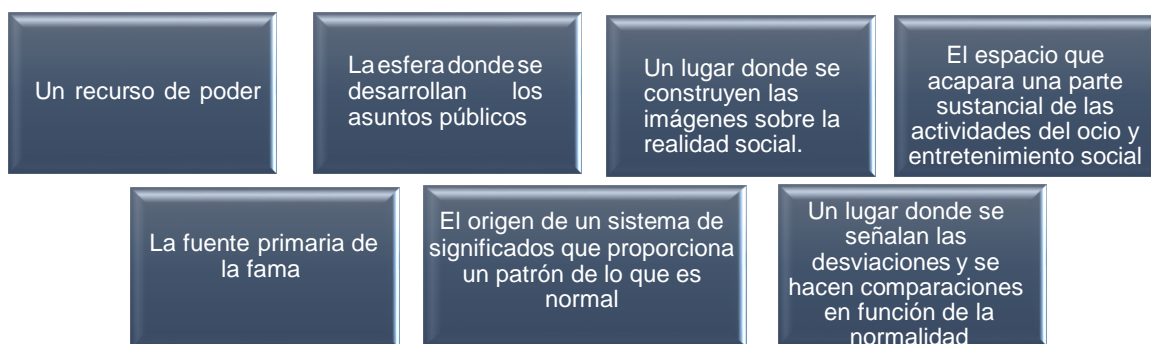 Un recurso de poder
La esfera donde se
desarrollan los
asuntos públicos
Un lugar donde se
construyen las
imágenes sobre la
realidad social.
El espacio que
acapara una parte
sustancial de las
actividades del ocio y
entretenimiento social
La fuente primaria de
la fama
El origen de un sistema de
significados que proporciona
un patrón de lo que es
normal
Un lugar donde se
señalan las
desviaciones y se
hacen comparaciones
en función de la
normalidad